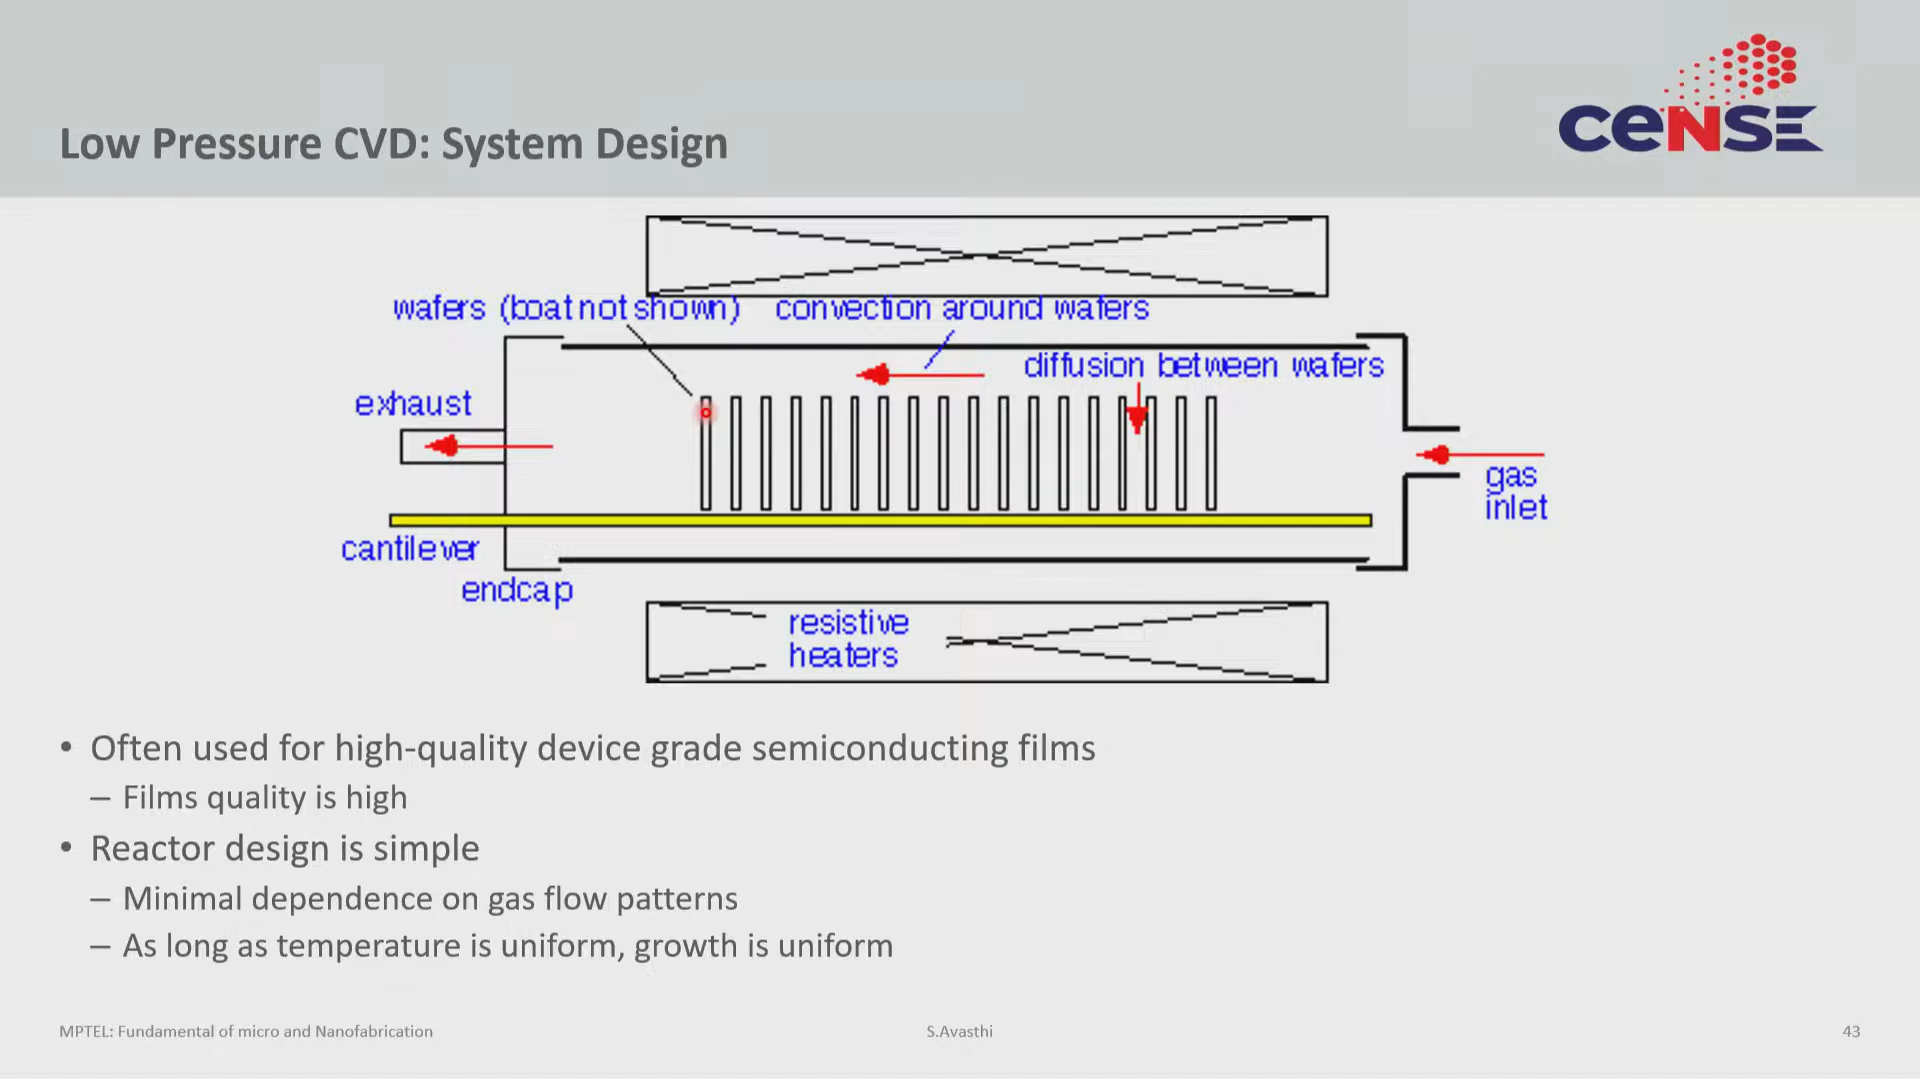 Low Pressure CVD: System Design
ceNSE
wafers (boat not shown)
convection around wafers
diffusion between wafers
exhaust
gas
inlet
cantilever
endcap
resistive
heaters
• Often used for high-quality device grade semiconducting films
– Films quality is high
• Reactor design is simple
– Minimal dependence on gas flow patterns
– As long as temperature is uniform, growth is uniform
MPTEL: Fundamental of micro and Nanofabrication
S.Avasthi
43